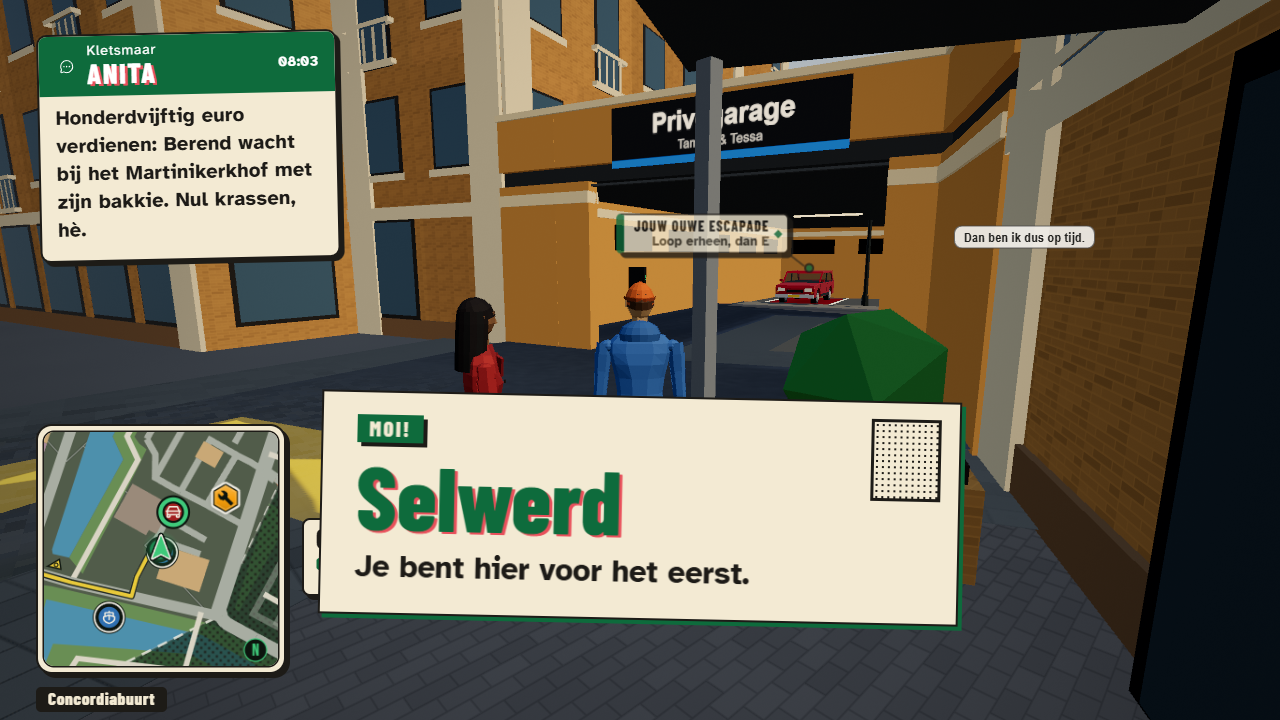 Kletsmaar
ANITA
08:03
Honderdvijftig euro
verdienen: Berend wacht
bij het Martinikerkhof met
zijn bakkie. Nul krassen,
hè.
Priv garage
Tan & Tessa
JOUW OUWE ESCAPADE
Loop erheen, dan E
Dan ben ik dus op tijd.
MOI!
Selwerd
Je bent hier voor het eerst.
N
Concordiabuurt